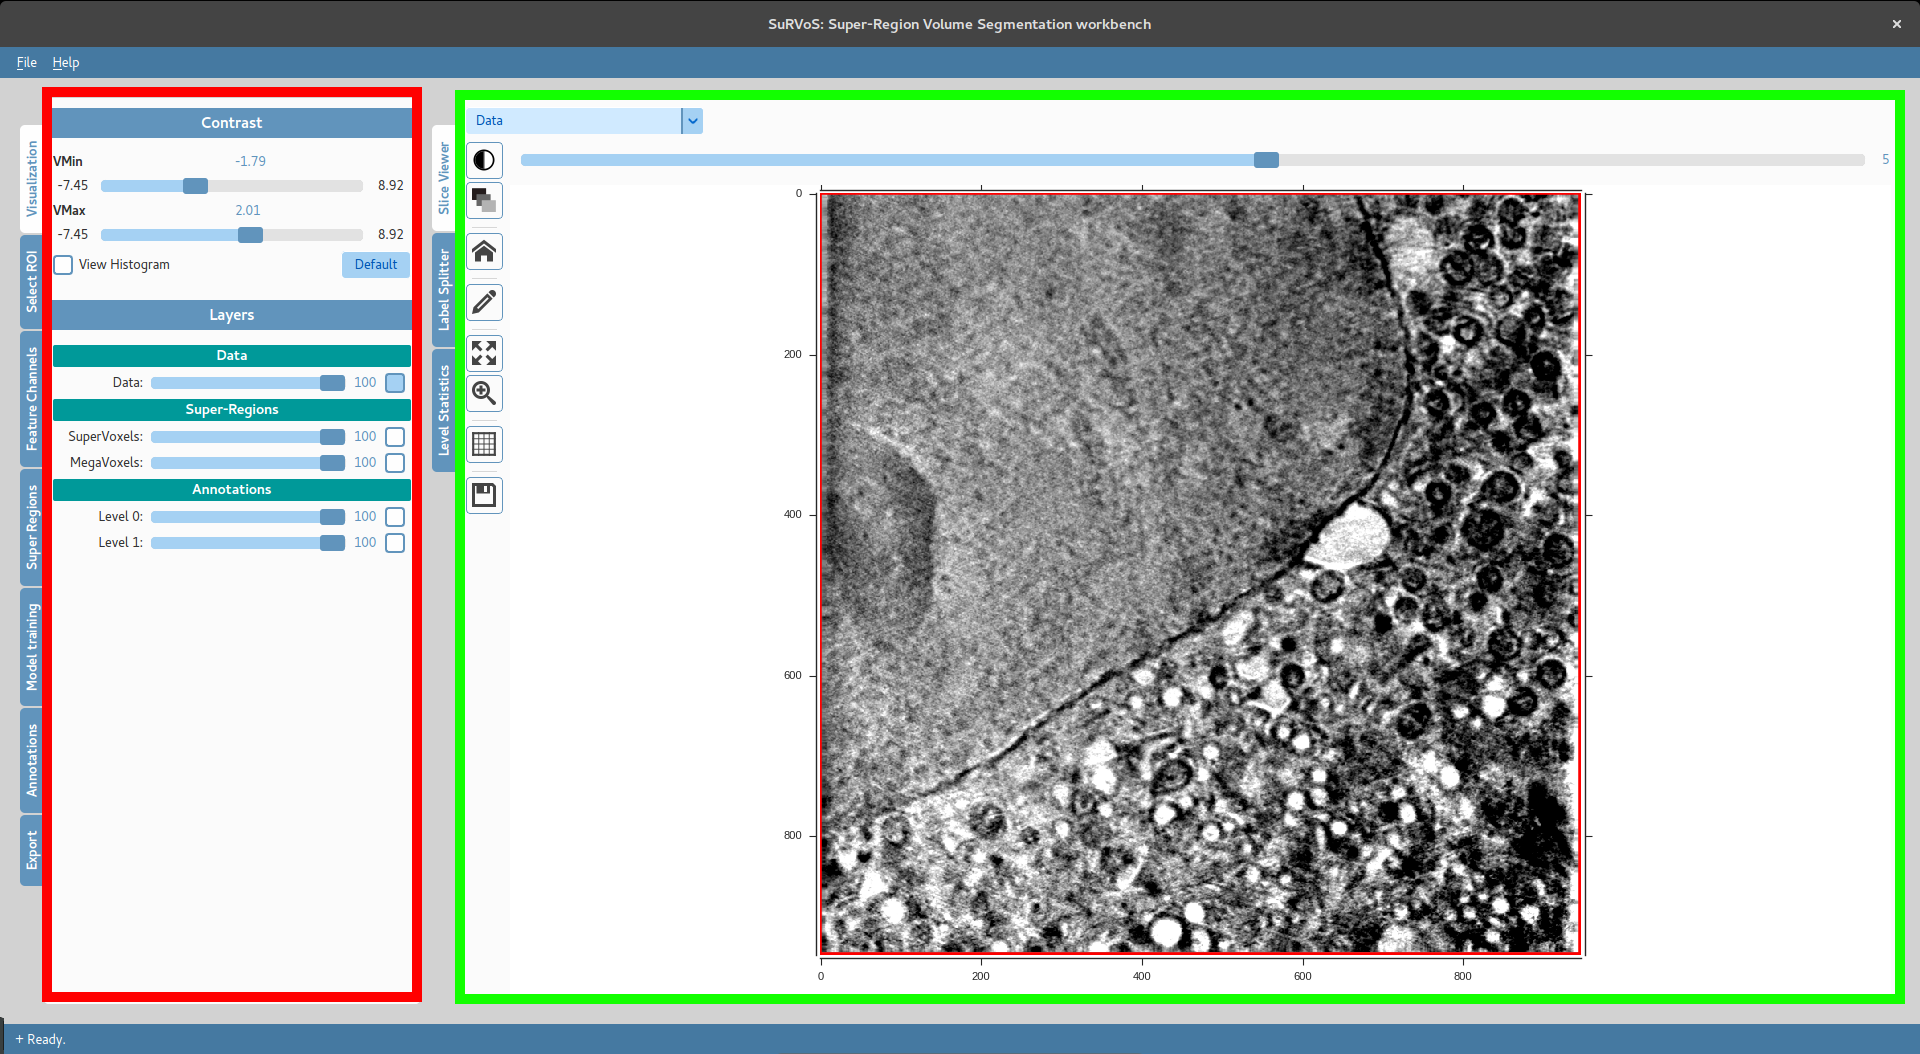 SuRVoS: Super-Region Volume Segmentation workbench
File Help
Visualization
Select ROI
Feature Channels
Super Regions
Model training
Annotations
Export
Contrast
VMin -1.79
-7.45 8.92
VMax 2.01
-7.45 8.92
View Histogram Default
Layers
Data
Data: 100
Super-Regions
SuperVoxels: 100
MegaVoxels: 100
Annotations
Level 0: 100
Level 1: 100
Slice Viewer
Label Splitter
Level Statistics
Data
5
0
200
400
600
800
0 200 400 600 800
+ Ready.